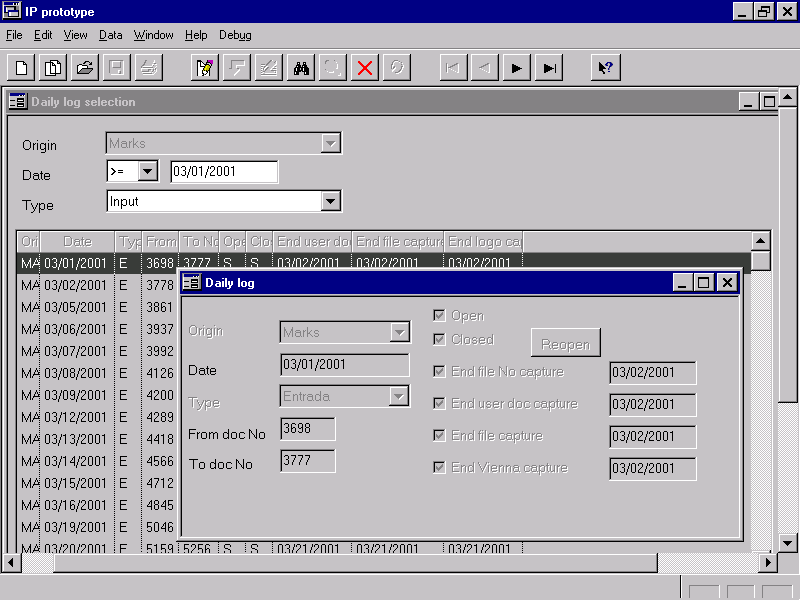 IP prototype
File Edit View Data Window Help Debug
Daily log selection
Origin Marks
Date >= 03/01/2001
Type Input
Ori Date Typ From To No Ope Clo End user doc End file captur End logo cap
MA 03/01/2001 E 3698 3777 S S 03/02/2001 03/02/2001 03/02/2001
MA 03/02/2001 E 3778
MA 03/05/2001 E 3861
MA 03/06/2001 E 3937
MA 03/07/2001 E 3992
MA 03/08/2001 E 4126
MA 03/09/2001 E 4200
MA 03/12/2001 E 4289
MA 03/13/2001 E 4418
MA 03/14/2001 E 4566
MA 03/15/2001 E 4712
MA 03/16/2001 E 4845
MA 03/19/2001 E 5046
MA 03/20/2001 E 5159 5256 S S 03/21/2001 03/21/2001 03/21/2001
Daily log
Origin Marks
Date 03/01/2001
Type Entrada
From doc No 3698
To doc No 3777
Open
Closed Reopen
End file No capture 03/02/2001
End user doc capture 03/02/2001
End file capture 03/02/2001
End Vienna capture 03/02/2001